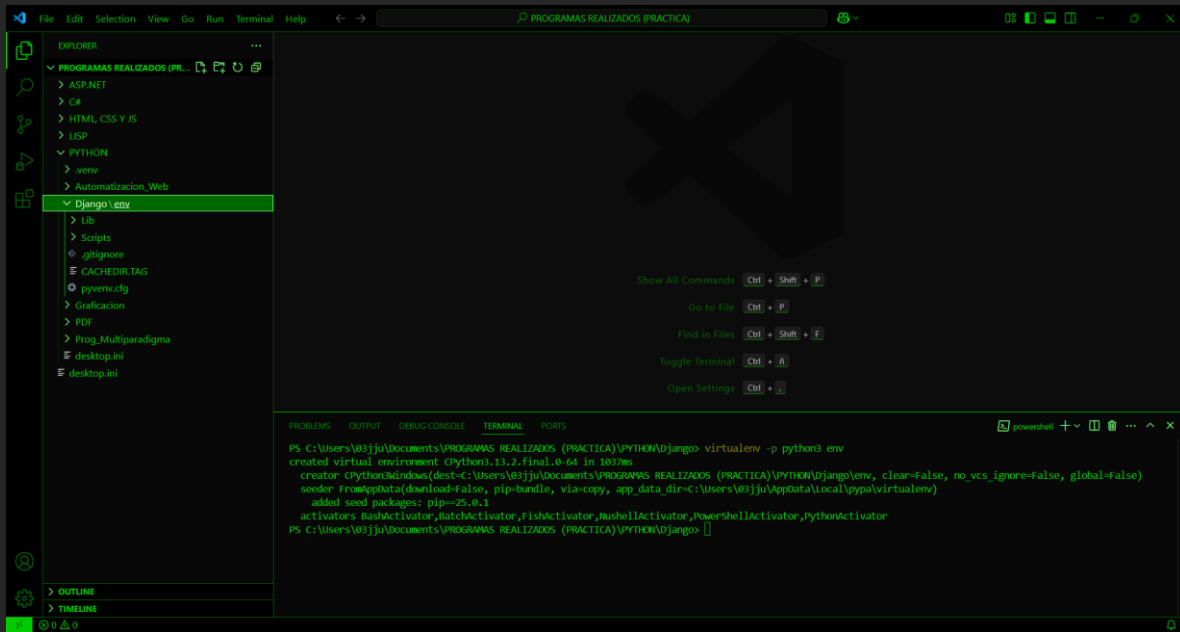 File Edit Selection View Go Run Terminal Help
PROGRAMAS REALIZADOS (PRACTICA)
EXPLORER
PROGRAMAS REALIZADOS (PR...
ASP.NET
C#
HTML, CSS Y JS
LISP
PYTHON
.venv
Automatizacion_Web
Django\env
Lib
Scripts
.gitignore
CACHEDIR.TAG
pyvenv.cfg
Graficacion
PDF
Prog_Multiparadigma
desktop.ini
desktop.ini
OUTLINE
TIMELINE
Show All Commands Ctrl + Shift + P
Go to File Ctrl + P
Find in Files Ctrl + Shift + F
Toggle Terminal Ctrl + ñ
Open Settings Ctrl + .
PROBLEMS OUTPUT DEBUG CONSOLE TERMINAL PORTS
powershell
PS C:\Users\03jju\Documents\PROGRAMAS REALIZADOS (PRACTICA)\PYTHON\Django> virtualenv -p python3 env
created virtual environment CPython3.13.2.final.0-64 in 1037ms
creator CPython3Windows(dest=C:\Users\03jju\Documents\PROGRAMAS REALIZADOS (PRACTICA)\PYTHON\Django\env, clear=False, no_vcs_ignore=False, global=False)
seeder FromAppData(download=False, pip=bundle, via=copy, app_data_dir=C:\Users\03jju\AppData\Local\pypa\virtualenv)
added seed packages: pip==25.0.1
activators BashActivator,BatchActivator,FishActivator,NushellActivator,PowerShellActivator,PythonActivator
PS C:\Users\03jju\Documents\PROGRAMAS REALIZADOS (PRACTICA)\PYTHON\Django>
0 0